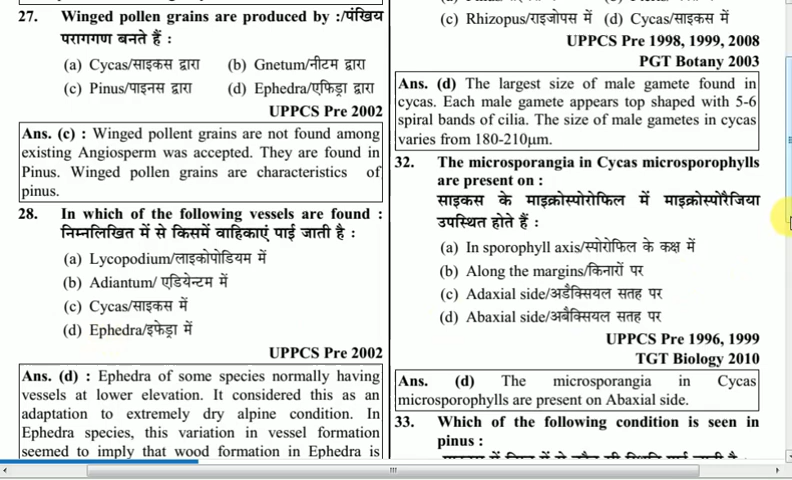 27. Winged pollen grains are produced by :/पंखिय
परागगण बनते हैं :
(a) Cycas/साइकस द्वारा (b) Gnetum/नीटम द्वारा
(c) Pinus/पाइनस द्वारा (d) Ephedra/एफिड्रा द्वारा
UPPCS Pre 2002
Ans. (c) : Winged pollent grains are not found among
existing Angiosperm was accepted. They are found in
Pinus. Winged pollen grains are characteristics of
pinus.
28. In which of the following vessels are found :
निम्नलिखित में से किसमें वाहिकाएं पाई जाती है :
(a) Lycopodium/लाइकोपोडियम में
(b) Adiantum/ एडियेन्टम में
(c) Cycas/साइकस में
(d) Ephedra/इफेड्रा में
UPPCS Pre 2002
Ans. (d) : Ephedra of some species normally having
vessels at lower elevation. It considered this as an
adaptation to extremely dry alpine condition. In
Ephedra species, this variation in vessel formation
seemed to imply that wood formation in Ephedra is
(c) Rhizopus/राइजोपस में (d) Cycas/साइकस में
UPPCS Pre 1998, 1999, 2008
PGT Botany 2003
Ans. (d) The largest size of male gamete found in
cycas. Each male gamete appears top shaped with 5-6
spiral bands of cilia. The size of male gametes in cycas
varies from 180-210μm.
32. The microsporangia in Cycas microsporophylls
are present on :
साइकस के माइक्रोस्पोरोफिल में माइक्रोस्पोरैंजिया
उपस्थित होते हैं :
(a) In sporophyll axis/स्पोरोफिल के कक्ष में
(b) Along the margins/किनारों पर
(c) Adaxial side/अडैक्सियल सतह पर
(d) Abaxial side/अबैक्सियल सतह पर
UPPCS Pre 1996, 1999
TGT Biology 2010
Ans. (d) The microsporangia in Cycas
microsporophylls are present on Abaxial side.
33. Which of the following condition is seen in
pinus :